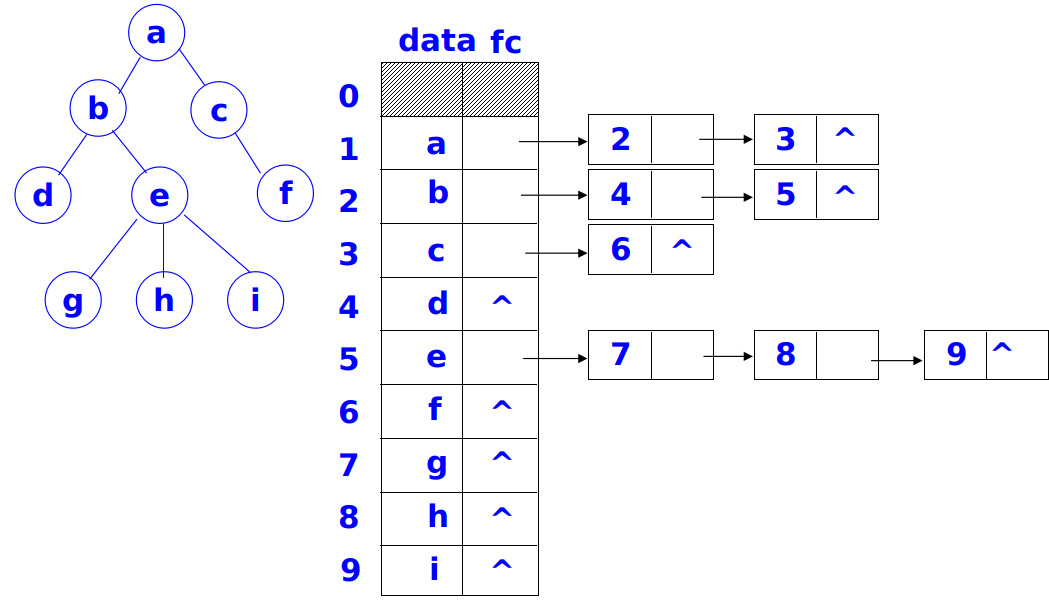 a
b c
d e f
g h i
data fc
0
1 a 2 3 ^
2 b 4 5 ^
3 c 6 ^
4 d ^
5 e 7 8 9 ^
6 f ^
7 g ^
8 h ^
9 i ^